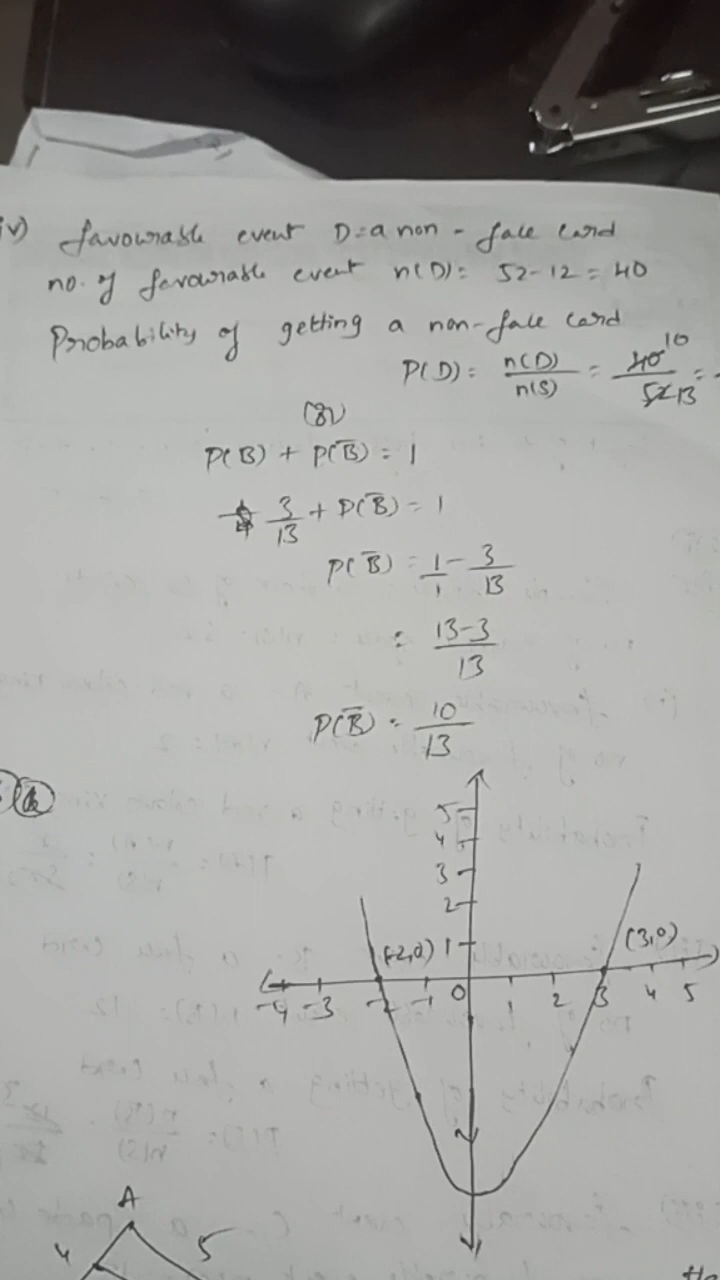 iv) favourable event D = a non - face card
no. of favourable event n(D) = 52-12 = 40
Probability of getting a non-face card
P(D) = n(D)/n(S) = 40/52 10/13 =
(or)
P(B) + P(B̅) = 1
3/13 + P(B̅) = 1
P(B̅) = 1/1 - 3/13
= 13-3/13
P(B̅) = 10/13
5
4
3
2
(-2,0) 1 (3,0)
-4 -3 -2 -1 0 1 2 3 4 5
A
4 5